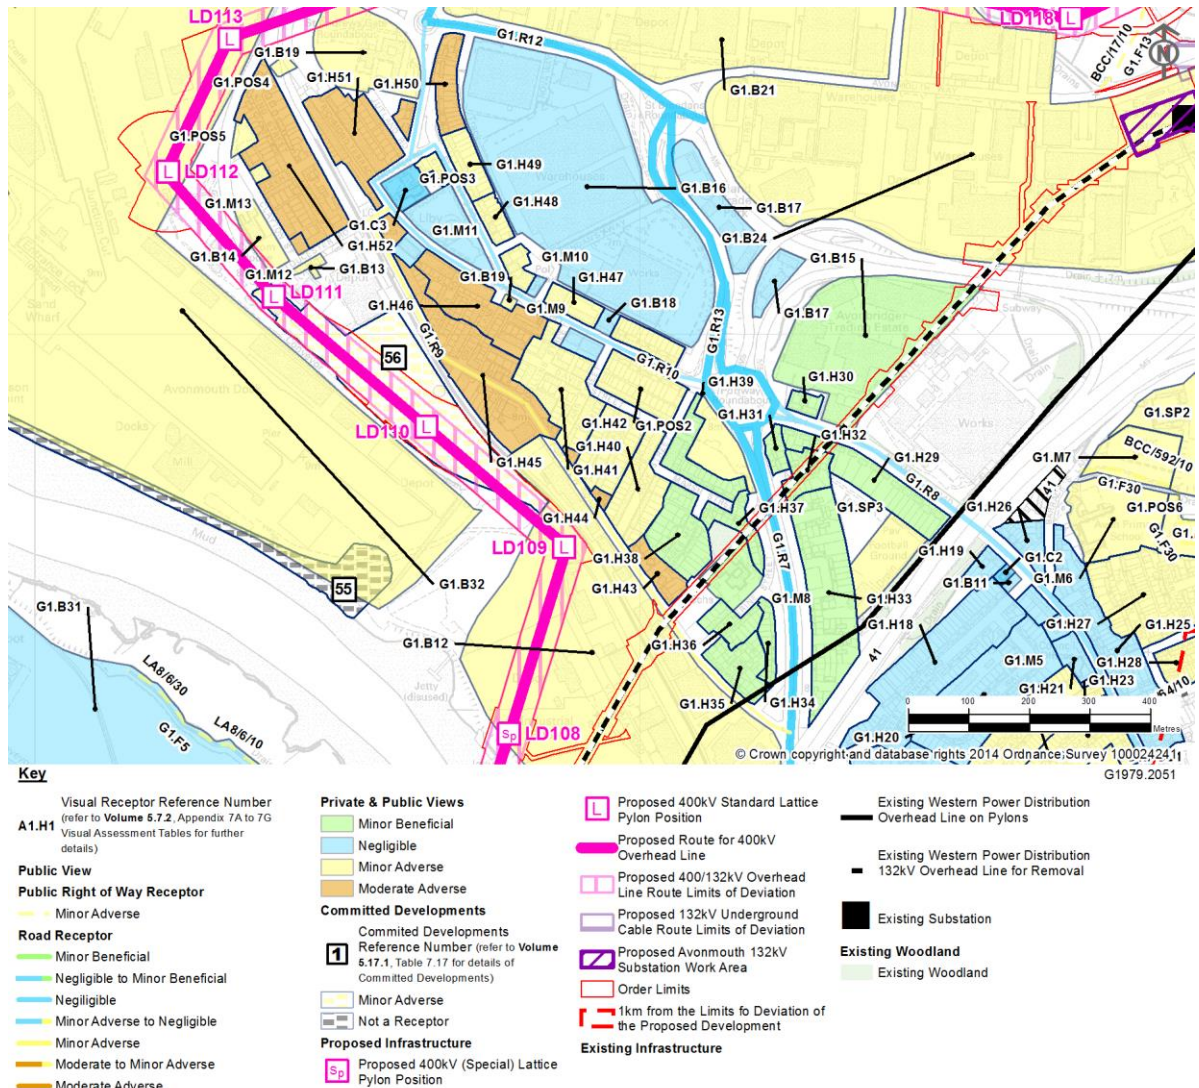 LD113
G1.R12
LD118
BCC/17/10
G1.F13
N
L
G1.B19
G1.POS4
G1.H51
G1.H50
G1.B21
Depot
Warehouses
G1.POS5
G1.H49
G1.POS3
Warehouses
G1.B16
LD112
G1.M13
G1.H48
G1.B17
G1.C3
G1.M11
G1.B24
G1.B14
G1.H52
G1.M10
G1.B15
G1.M12
G1.B13
G1.B19
G1.H47
Works
LD111
G1.H46
G1.M9
G1.B18
G1.B17
Subway
Drain
G1.R9
G1.R13
56
G1.R10
G1.H39
G1.H30
Avonmouth Dock
Docks
Mill
Depot
G1.H42
G1.POS2
G1.H31
G1.H32
Works
G1.SP2
LD110
G1.H40
G1.H29
G1.M7
BCC/592/10
G1.H45
G1.H41
G1.R8
G1.F30
G1.H26
41
G1.H44
G1.H37
G1.SP3
G1.POS6
Mud
LD109
G1.H38
G1.R7
G1.H19
G1.C2
G1.F30
55
G1.B32
G1.H43
G1.B11
G1.M6
G1.B31
G1.M8
G1.H33
G1.H18
G1.H27
G1.H25
G1.B12
G1.H36
41
G1.M5
G1.H28
LA8/6/30
Jetty
(disused)
G1.H21
G1.H23
G1.H35
G1.H34
G1.F5
LA8/6/10
Sp
LD108
G1.H20
0 100 200 300 400
Metres
© Crown copyright and database rights 2014 Ordnance Survey 100024241
G1979.2051
Key
A1.H1
Visual Receptor Reference Number
(refer to Volume 5.7.2, Appendix 7A to 7G
Visual Assessment Tables for further
details)
Public View
Public Right of Way Receptor
Minor Adverse
Road Receptor
Minor Beneficial
Negligible to Minor Beneficial
Negiligible
Minor Adverse to Negligible
Minor Adverse
Moderate to Minor Adverse
Moderate Adverse
Private & Public Views
Minor Beneficial
Negligible
Minor Adverse
Moderate Adverse
Committed Developments
1
Commited Developments
Reference Number (refer to Volume
5.17.1, Table 7.17 for details of
Committed Developments)
Minor Adverse
Not a Receptor
Proposed Infrastructure
Sp
Proposed 400kV (Special) Lattice
Pylon Position
L
Proposed 400kV Standard Lattice
Pylon Position
Proposed Route for 400kV
Overhead Line
Proposed 400/132kV Overhead
Line Route Limits of Deviation
Proposed 132kV Underground
Cable Route Limits of Deviation
Proposed Avonmouth 132kV
Substation Work Area
Order Limits
1km from the Limits fo Deviation of
the Proposed Development
Existing Infrastructure
Existing Western Power Distribution
Overhead Line on Pylons
Existing Western Power Distribution
132kV Overhead Line for Removal
Existing Substation
Existing Woodland
Existing Woodland